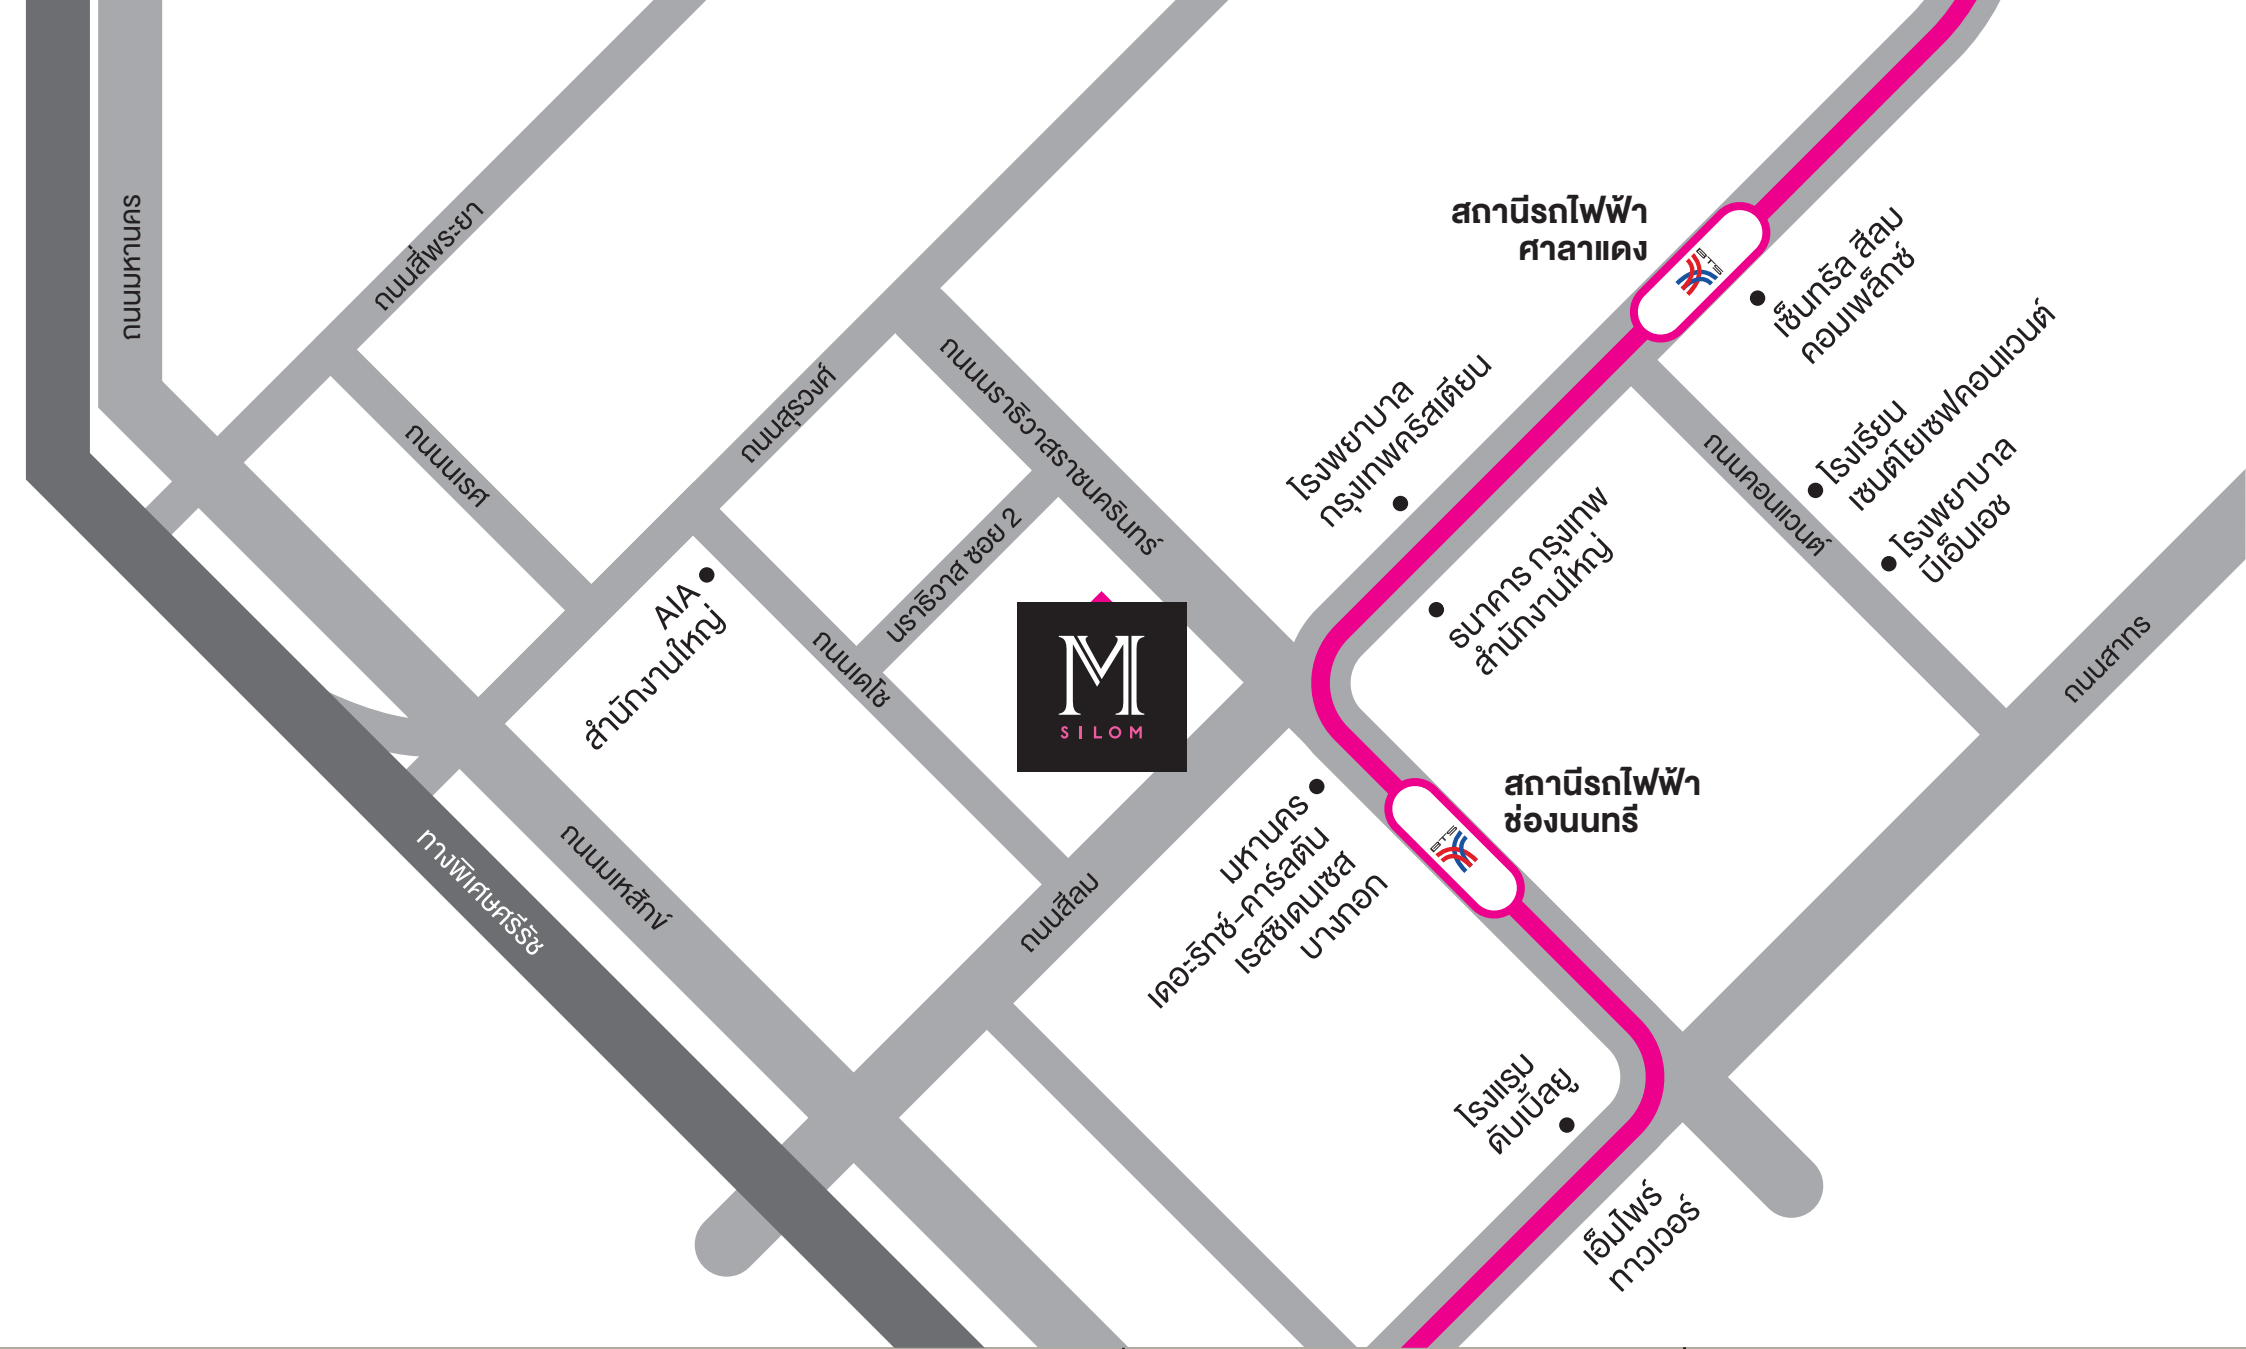 ถนนมหานคร
ถนนสี่พระยา
ถนนนเรศ
ถนนสุรวงศ์
ถนนนราธิวาสราชนครินทร์
นราธิวาส ซอย 2
ถนนเดโช
AIA
สำนักงานใหญ่
M
SILOM
สถานีรถไฟฟ้า
ศาลาแดง
BTS
เซ็นทรัล สีลม
คอมเพล็กซ์
โรงพยาบาล
กรุงเทพคริสเตียน
โรงเรียน
เซนต์โยเซฟคอนแวนต์
ถนนคอนแวนต์
โรงพยาบาล
บีเอ็นเอช
ธนาคาร กรุงเทพ
สำนักงานใหญ่
ถนนสาทร
สถานีรถไฟฟ้า
ช่องนนทรี
BTS
มหานคร
เดอะริทซ์-คาร์ลตัน
เรสซิเดนเซส
บางกอก
ถนนสีลม
ถนนมเหสักข์
ทางพิเศษศรีรัช
โรงแรม
ดับเบิ้ลยู
เอ็มไพร์
ทาวเวอร์